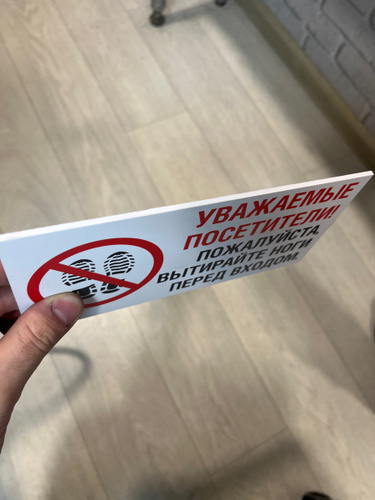 УВАЖАЕМЫЕ
ПОСЕТИТЕЛИ!
ПОЖАЛУЙСТА,
ВЫТИРАЙТЕ НОГИ
ПЕРЕД ВХОДОМ.